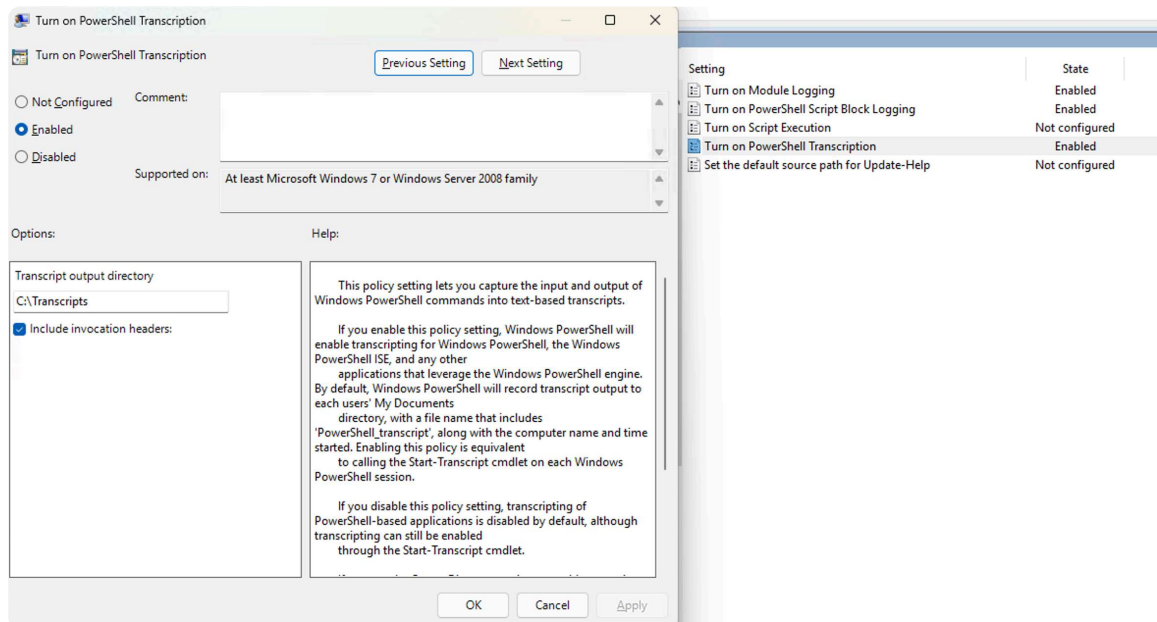 Turn on PowerShell Transcription
Turn on PowerShell Transcription
Previous Setting
Next Setting
Not Configured
Comment:
Enabled
Disabled
Supported on:
At least Microsoft Windows 7 or Windows Server 2008 family
Options:
Help:
Transcript output directory
C:\Transcripts
Include invocation headers:
This policy setting lets you capture the input and output of
Windows PowerShell commands into text-based transcripts.
If you enable this policy setting, Windows PowerShell will
enable transcripting for Windows PowerShell, the Windows
PowerShell ISE, and any other
applications that leverage the Windows PowerShell engine.
By default, Windows PowerShell will record transcript output to
each users' My Documents
directory, with a file name that includes
'PowerShell_transcript', along with the computer name and time
started. Enabling this policy is equivalent
to calling the Start-Transcript cmdlet on each Windows
PowerShell session.
If you disable this policy setting, transcripting of
PowerShell-based applications is disabled by default, although
transcripting can still be enabled
through the Start-Transcript cmdlet.
OK
Cancel
Apply
Setting State
Turn on Module Logging Enabled
Turn on PowerShell Script Block Logging Enabled
Turn on Script Execution Not configured
Turn on PowerShell Transcription Enabled
Set the default source path for Update-Help Not configured